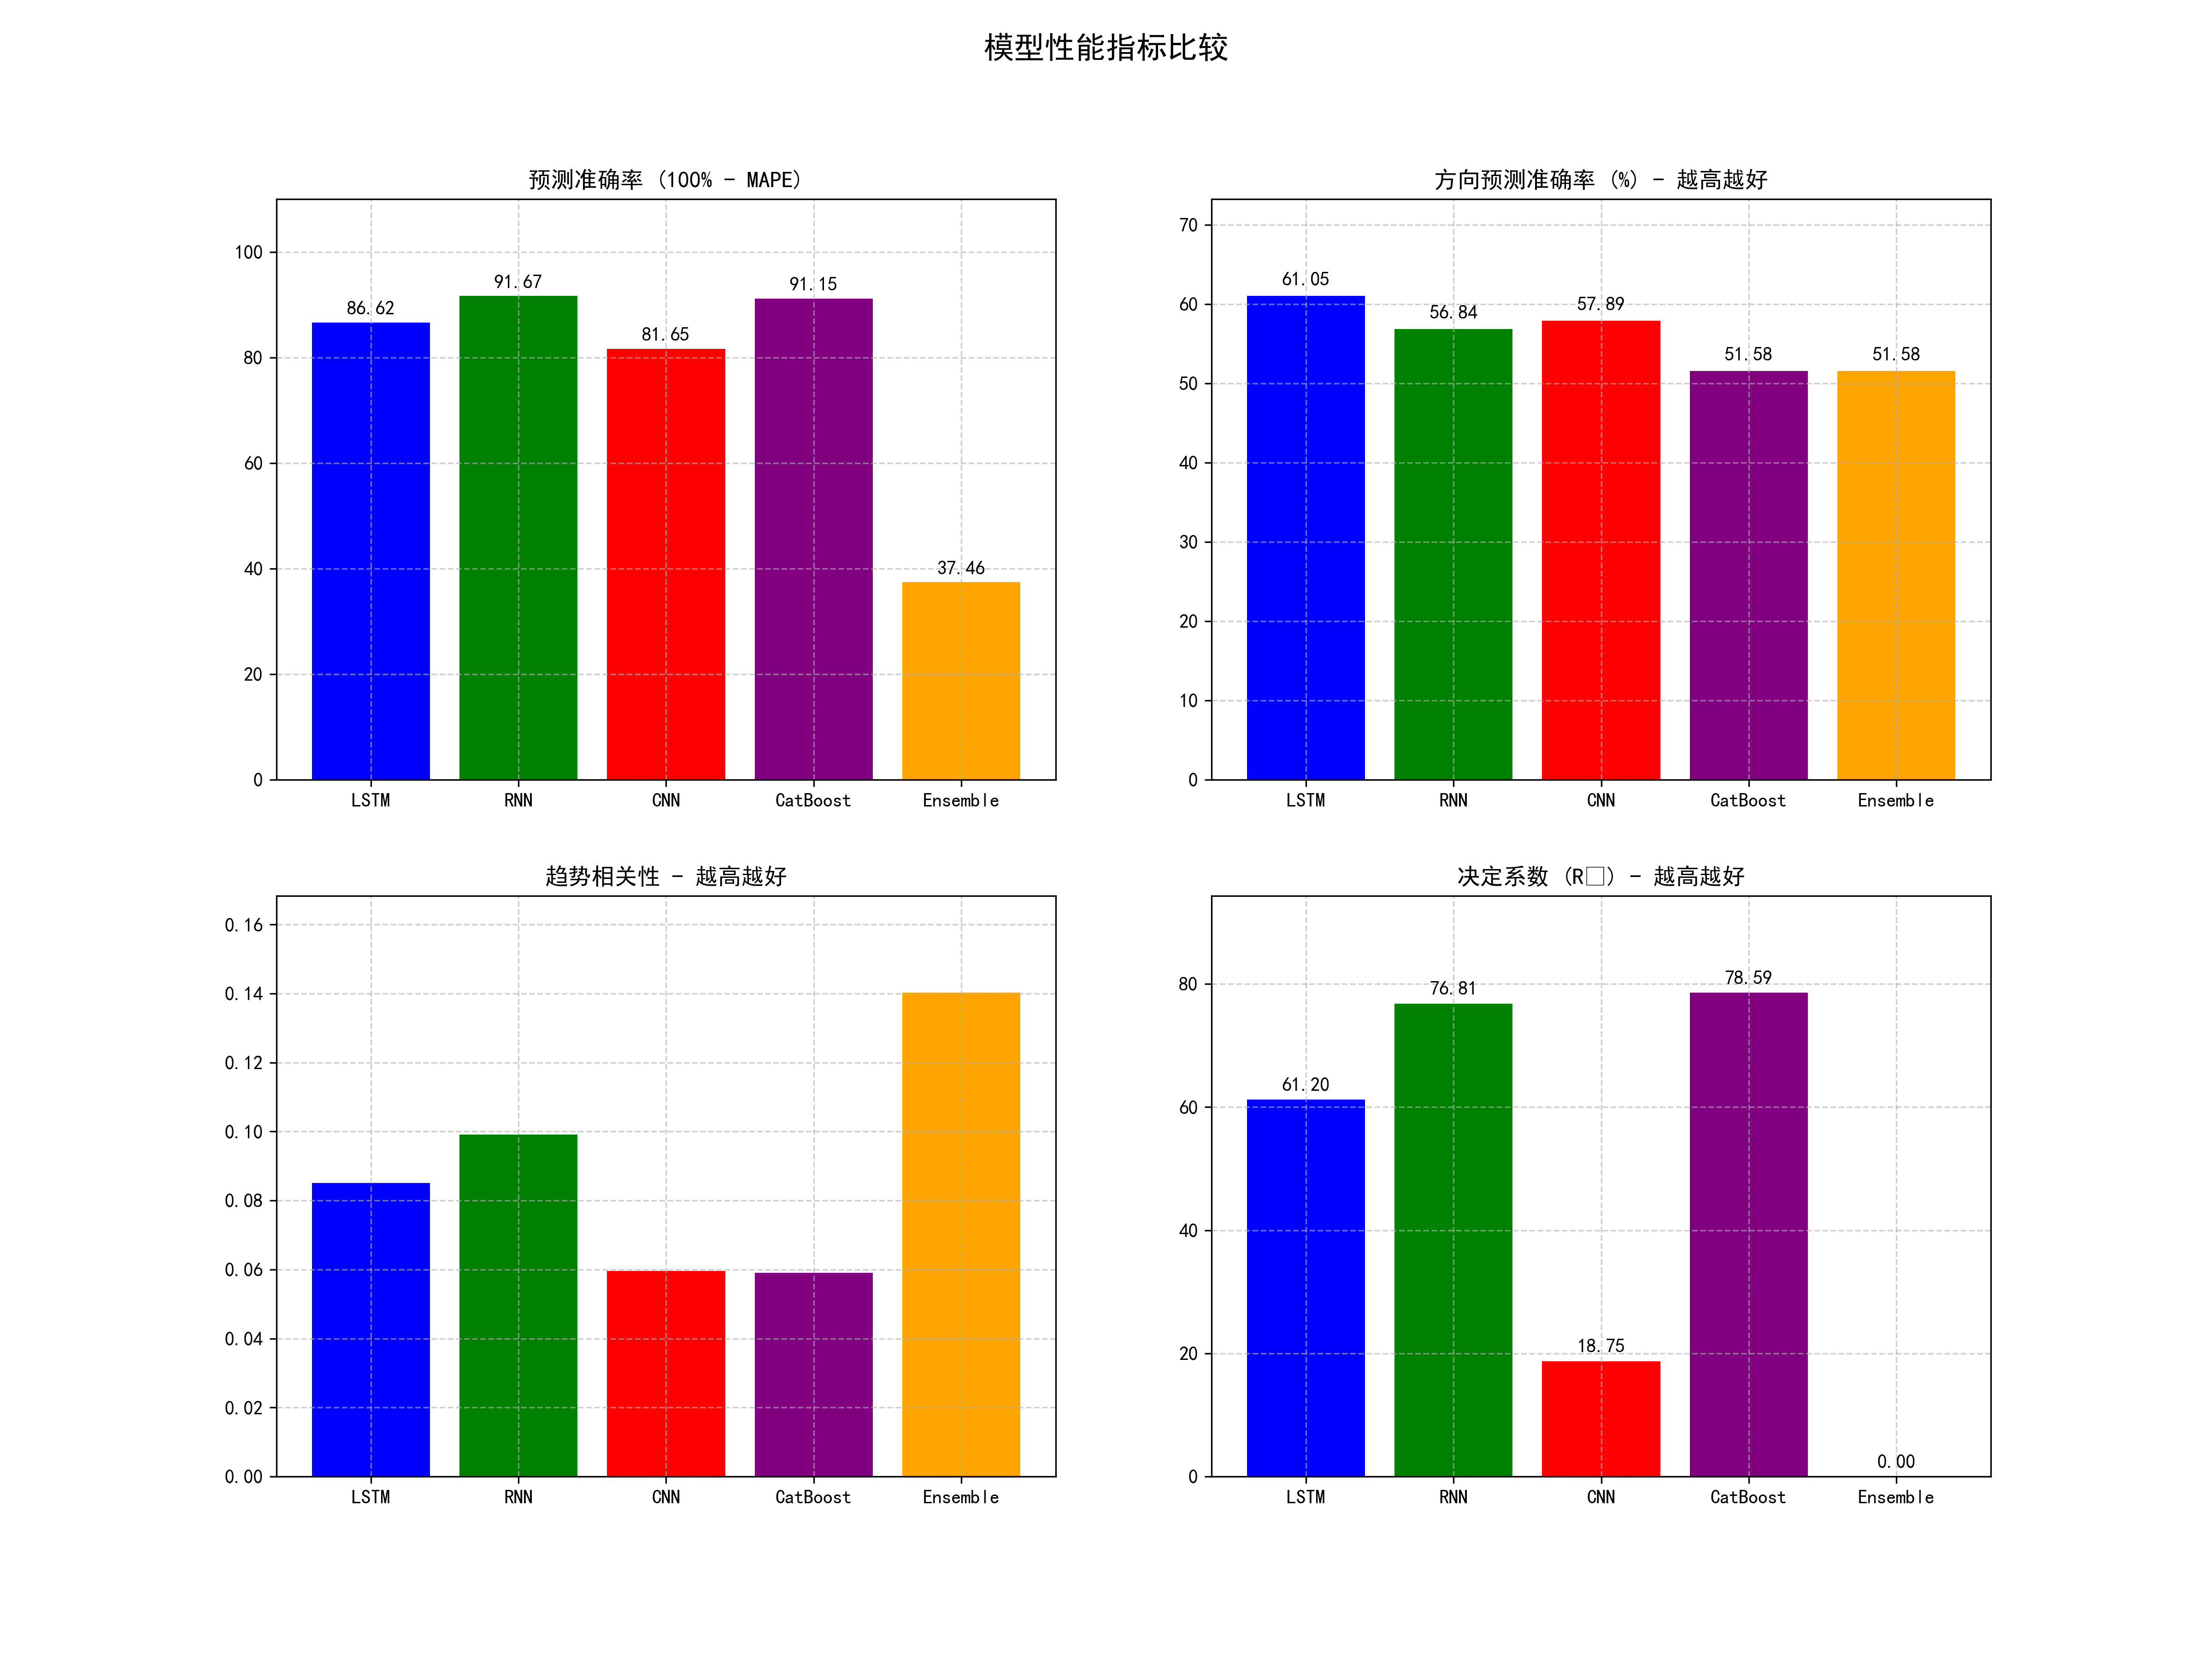 模型性能指标比较
预测准确率 (100% - MAPE)
100
80
60
40
20
0
86.62
91.67
81.65
91.15
37.46
LSTM
RNN
CNN
CatBoost
Ensemble
方向预测准确率 (%) - 越高越好
70
60
50
40
30
20
10
0
61.05
56.84
57.89
51.58
51.58
LSTM
RNN
CNN
CatBoost
Ensemble
趋势相关性 - 越高越好
0.16
0.14
0.12
0.10
0.08
0.06
0.04
0.02
0.00
LSTM
RNN
CNN
CatBoost
Ensemble
决定系数 (R□) - 越高越好
80
60
40
20
0
61.20
76.81
18.75
78.59
0.00
LSTM
RNN
CNN
CatBoost
Ensemble